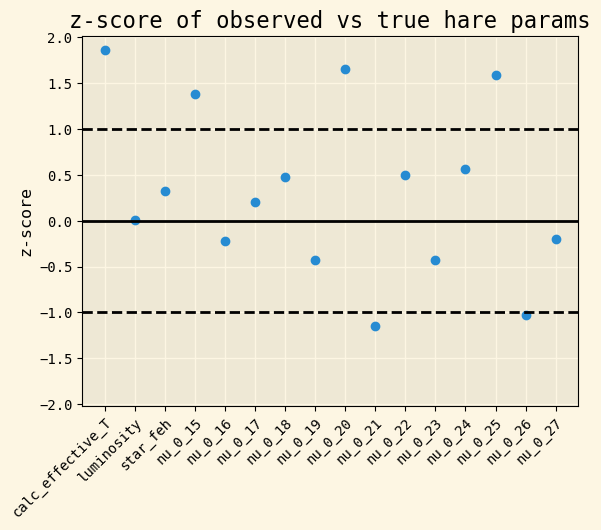 z-score of observed vs true hare params
z-score
2.0
1.5
1.0
0.5
0.0
−0.5
−1.0
−1.5
−2.0
calc_effective_T
luminosity
star_feh
nu_0_15
nu_0_16
nu_0_17
nu_0_18
nu_0_19
nu_0_20
nu_0_21
nu_0_22
nu_0_23
nu_0_24
nu_0_25
nu_0_26
nu_0_27